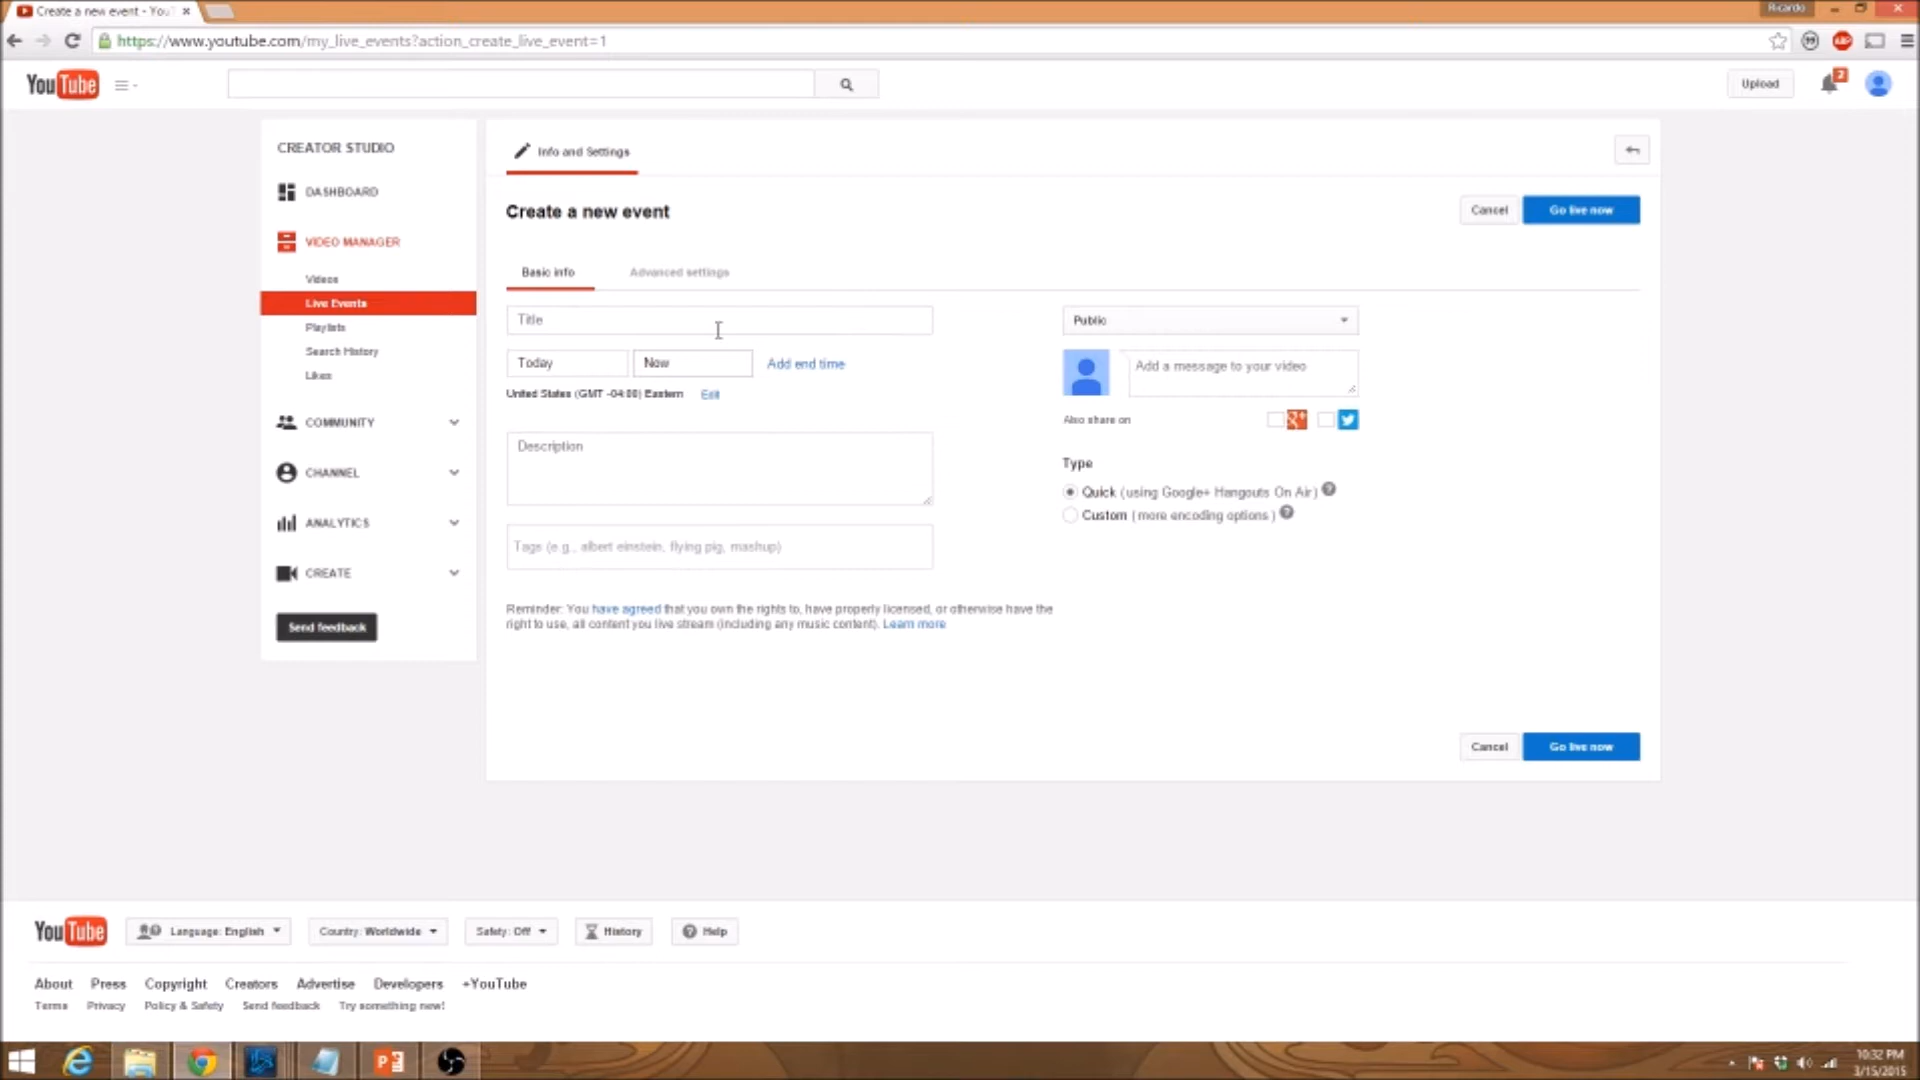 Create a new event - You
Ricardo
https://www.youtube.com/my_live_events?action_create_live_event=1
ABP
YouTube
Upload
2
CREATOR STUDIO
DASHBOARD
VIDEO MANAGER
Videos
Live Events
Playlists
Search History
Likes
COMMUNITY
CHANNEL
ANALYTICS
CREATE
Send feedback
Info and Settings
Create a new event
Cancel
Go live now
Basic info
Advanced settings
Title
Today
Now
Add end time
United States (GMT -04:00) Eastern
Edit
Description
Tags (e.g., albert einstein, flying pig, mashup)
Reminder: You have agreed that you own the rights to, have properly licensed, or otherwise have the
right to use, all content you live stream (including any music content). Learn more
Public
Add a message to your video
Also share on
g+
Type
Quick (using Google+ Hangouts On Air) ?
Custom (more encoding options) ?
Cancel
Go live now
YouTube
Language: English
Country: Worldwide
Safety: Off
History
Help
About Press Copyright Creators Advertise Developers +YouTube
Terms Privacy Policy & Safety Send feedback Try something new!
10:32 PM
3/15/2015